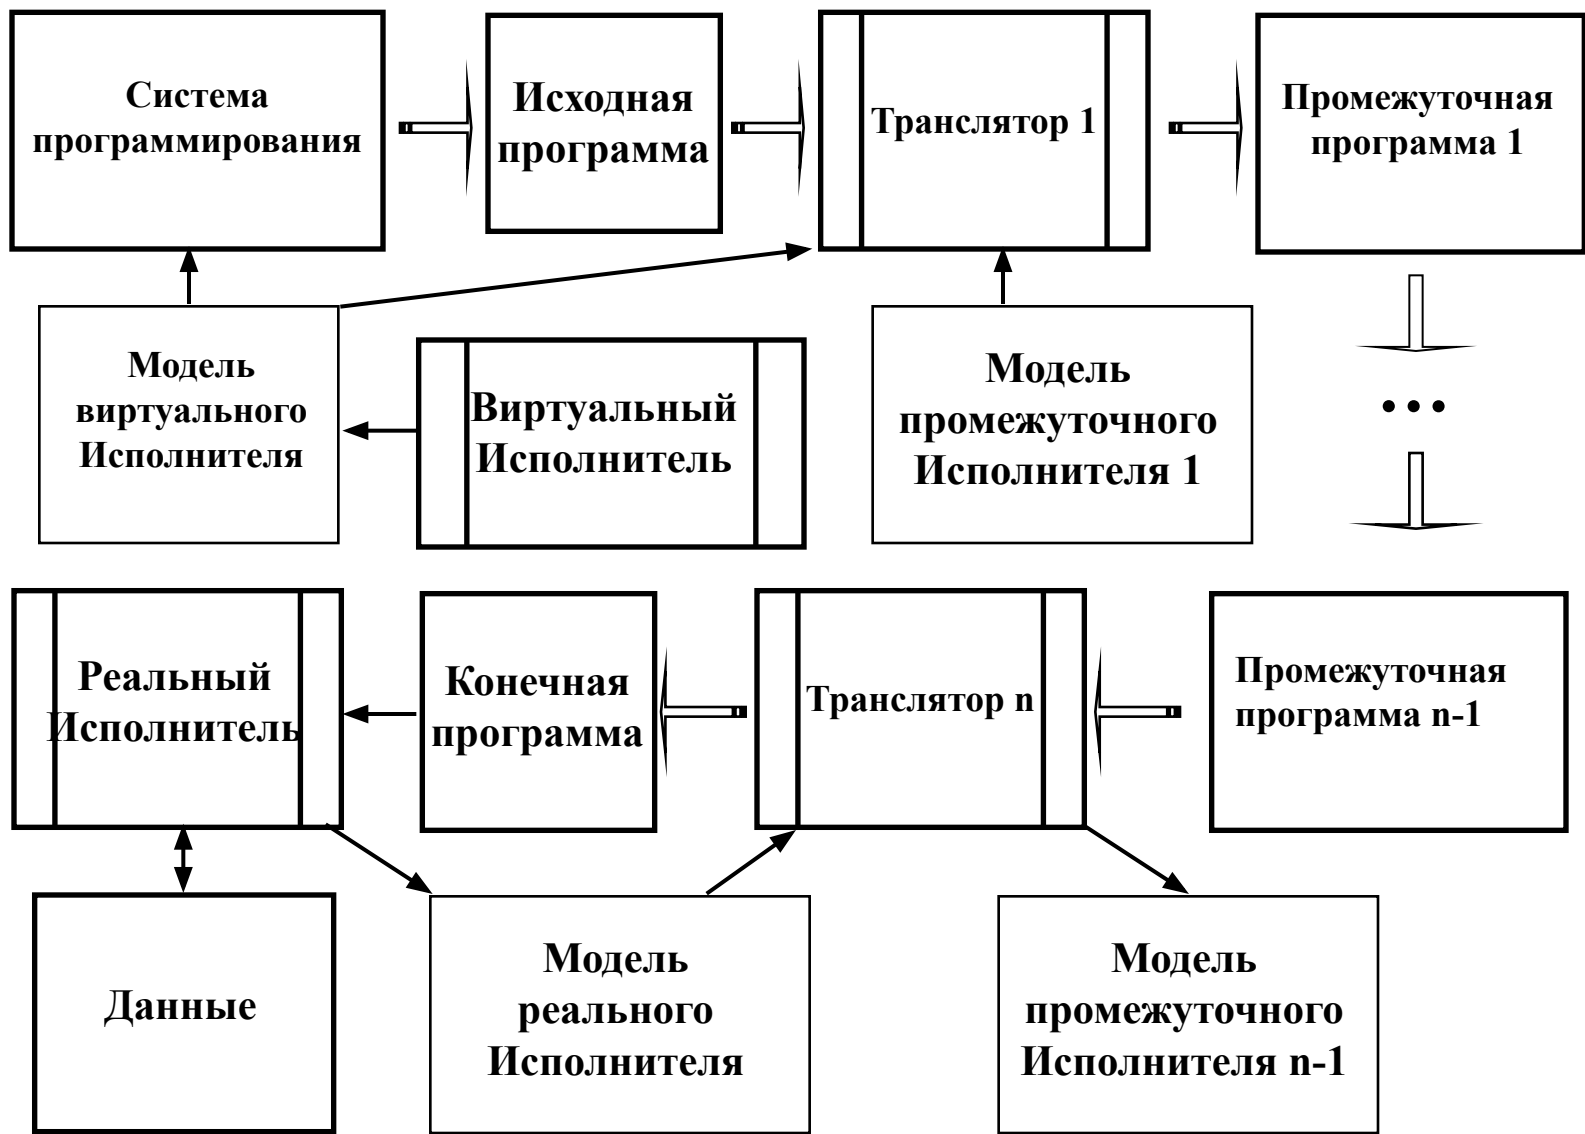 Система
программирования
Исходная
программа
Транслятор 1
Промежуточная
программа 1
Модель
виртуального
Исполнителя
Виртуальный
Исполнитель
Модель
промежуточного
Исполнителя 1
...
Реальный
Исполнитель
Конечная
программа
Транслятор n
Промежуточная
программа n-1
Данные
Модель
реального
Исполнителя
Модель
промежуточного
Исполнителя n-1